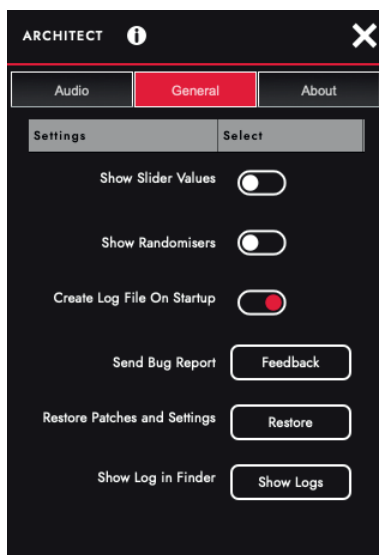 ARCHITECT i
Audio General About
Settings Select
Show Slider Values
Show Randomisers
Create Log File On Startup
Send Bug Report Feedback
Restore Patches and Settings Restore
Show Log in Finder Show Logs